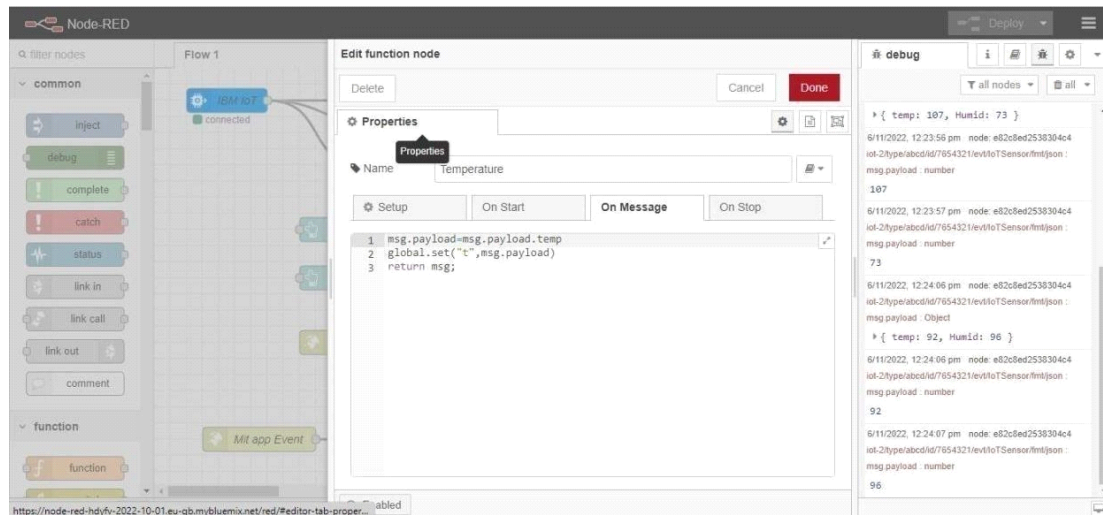 Node-RED
Deploy
filter nodes
Flow 1
Edit function node
debug
i
common
Delete
Cancel
Done
all nodes
all
IBM IoT
connected
inject
Properties
{ temp: 107, Humid: 73 }
debug
Properties
6/11/2022, 12:23:56 pm node: e82c8ed2538304c4
iot-2/type/abcd/id/7654321/evt/IoTSensor/fmt/json :
msg.payload : number
107
Name
Temperature
complete
Setup
On Start
On Message
On Stop
6/11/2022, 12:23:57 pm node: e82c8ed2538304c4
iot-2/type/abcd/id/7654321/evt/IoTSensor/fmt/json :
msg.payload : number
73
catch
1 msg.payload=msg.payload.temp
2 global.set("t",msg.payload)
3 return msg;
status
link in
6/11/2022, 12:24:06 pm node: e82c8ed2538304c4
iot-2/type/abcd/id/7654321/evt/IoTSensor/fmt/json :
msg.payload : Object
{ temp: 92, Humid: 96 }
link call
link out
6/11/2022, 12:24:06 pm node: e82c8ed2538304c4
iot-2/type/abcd/id/7654321/evt/IoTSensor/fmt/json :
msg.payload : number
92
comment
function
Mit app Event
6/11/2022, 12:24:07 pm node: e82c8ed2538304c4
iot-2/type/abcd/id/7654321/evt/IoTSensor/fmt/json :
msg.payload : number
96
function
https://node-red-hdyfv-2022-10-01.eu-gb.mybluemix.net/red/#editor-tab-proper...
abled